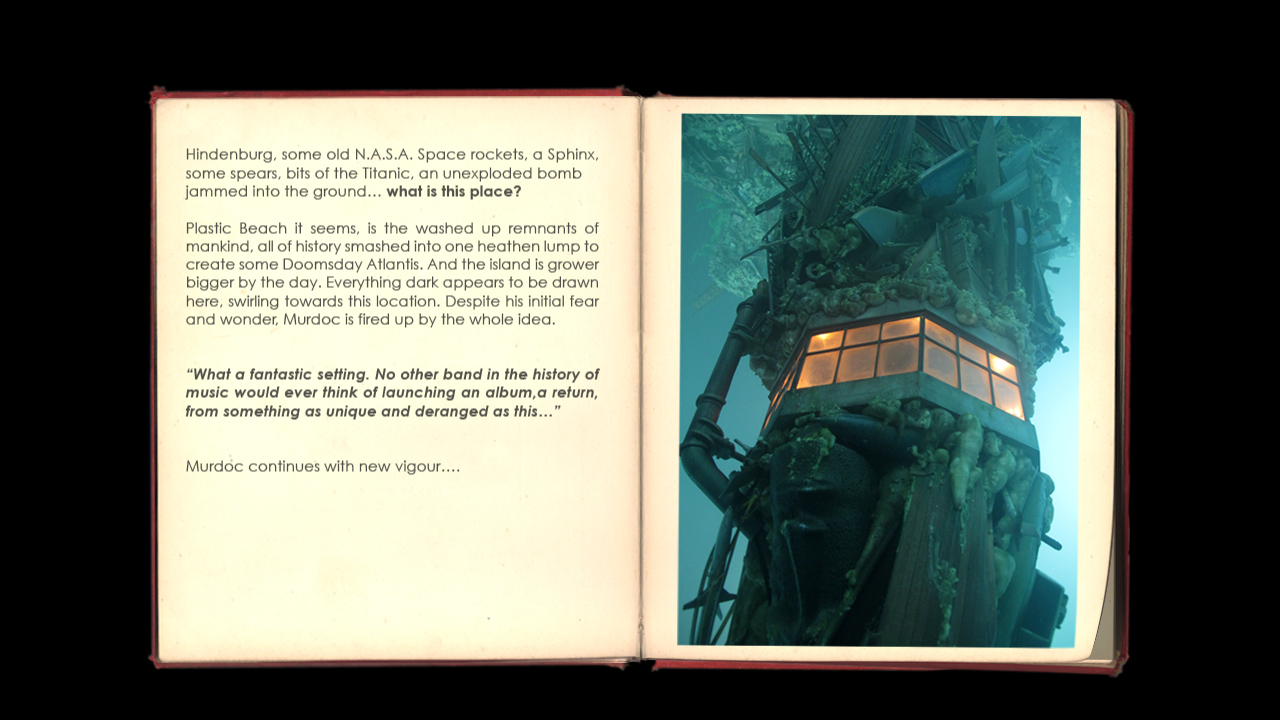 Hindenburg, some old N.A.S.A. Space rockets, a Sphinx,
some spears, bits of the Titanic, an unexploded bomb
jammed into the ground… what is this place?
Plastic Beach it seems, is the washed up remnants of
mankind, all of history smashed into one heathen lump to
create some Doomsday Atlantis. And the island is grower
bigger by the day. Everything dark appears to be drawn
here, swirling towards this location. Despite his initial fear
and wonder, Murdoc is fired up by the whole idea.
“What a fantastic setting. No other band in the history of
music would ever think of launching an album,a return,
from something as unique and deranged as this…”
Murdoc continues with new vigour….